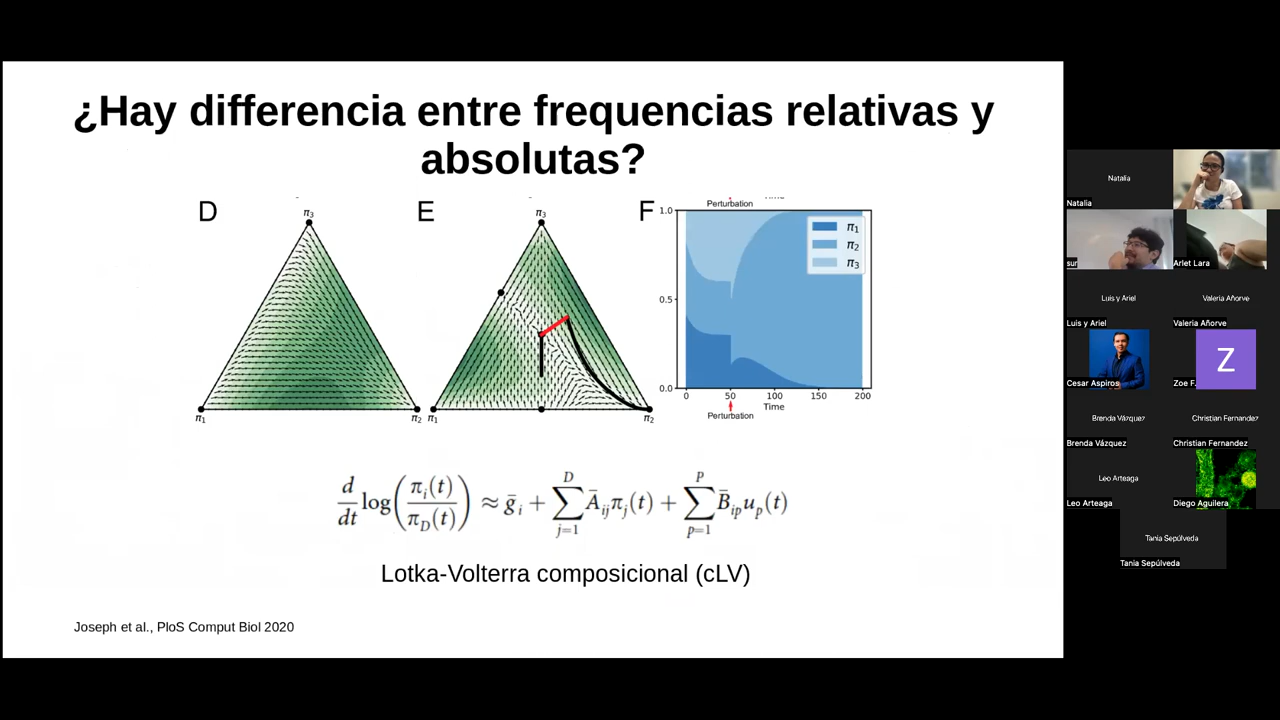 ¿Hay diferencia entre frequencias relativas y
absolutas?
D
π3
π1
π2
E
π3
π1
π2
F
Perturbation
1.0
0.5
0.0
π1
π2
π3
0 50 100 150 200
Time
Perturbation
d/dt log(πi(t)/πD(t)) ≈ ḡi + ∑j=1^D Āij πj(t) + ∑p=1^P B̄ip up(t)
Lotka-Volterra composicional (cLV)
Joseph et al., PloS Comput Biol 2020
Natalia
Natalia
sur
Arlet Lara
Luis y Ariel
Luis y Ariel
Valeria Añorve
Valeria Añorve
Cesar Aspiros
Z
Zoe F.
Brenda Vázquez
Brenda Vázquez
Christian Fernandez
Christian Fernandez
Leo Arteaga
Leo Arteaga
Diego Aguilera
Tania Sepúlveda
Tania Sepúlveda